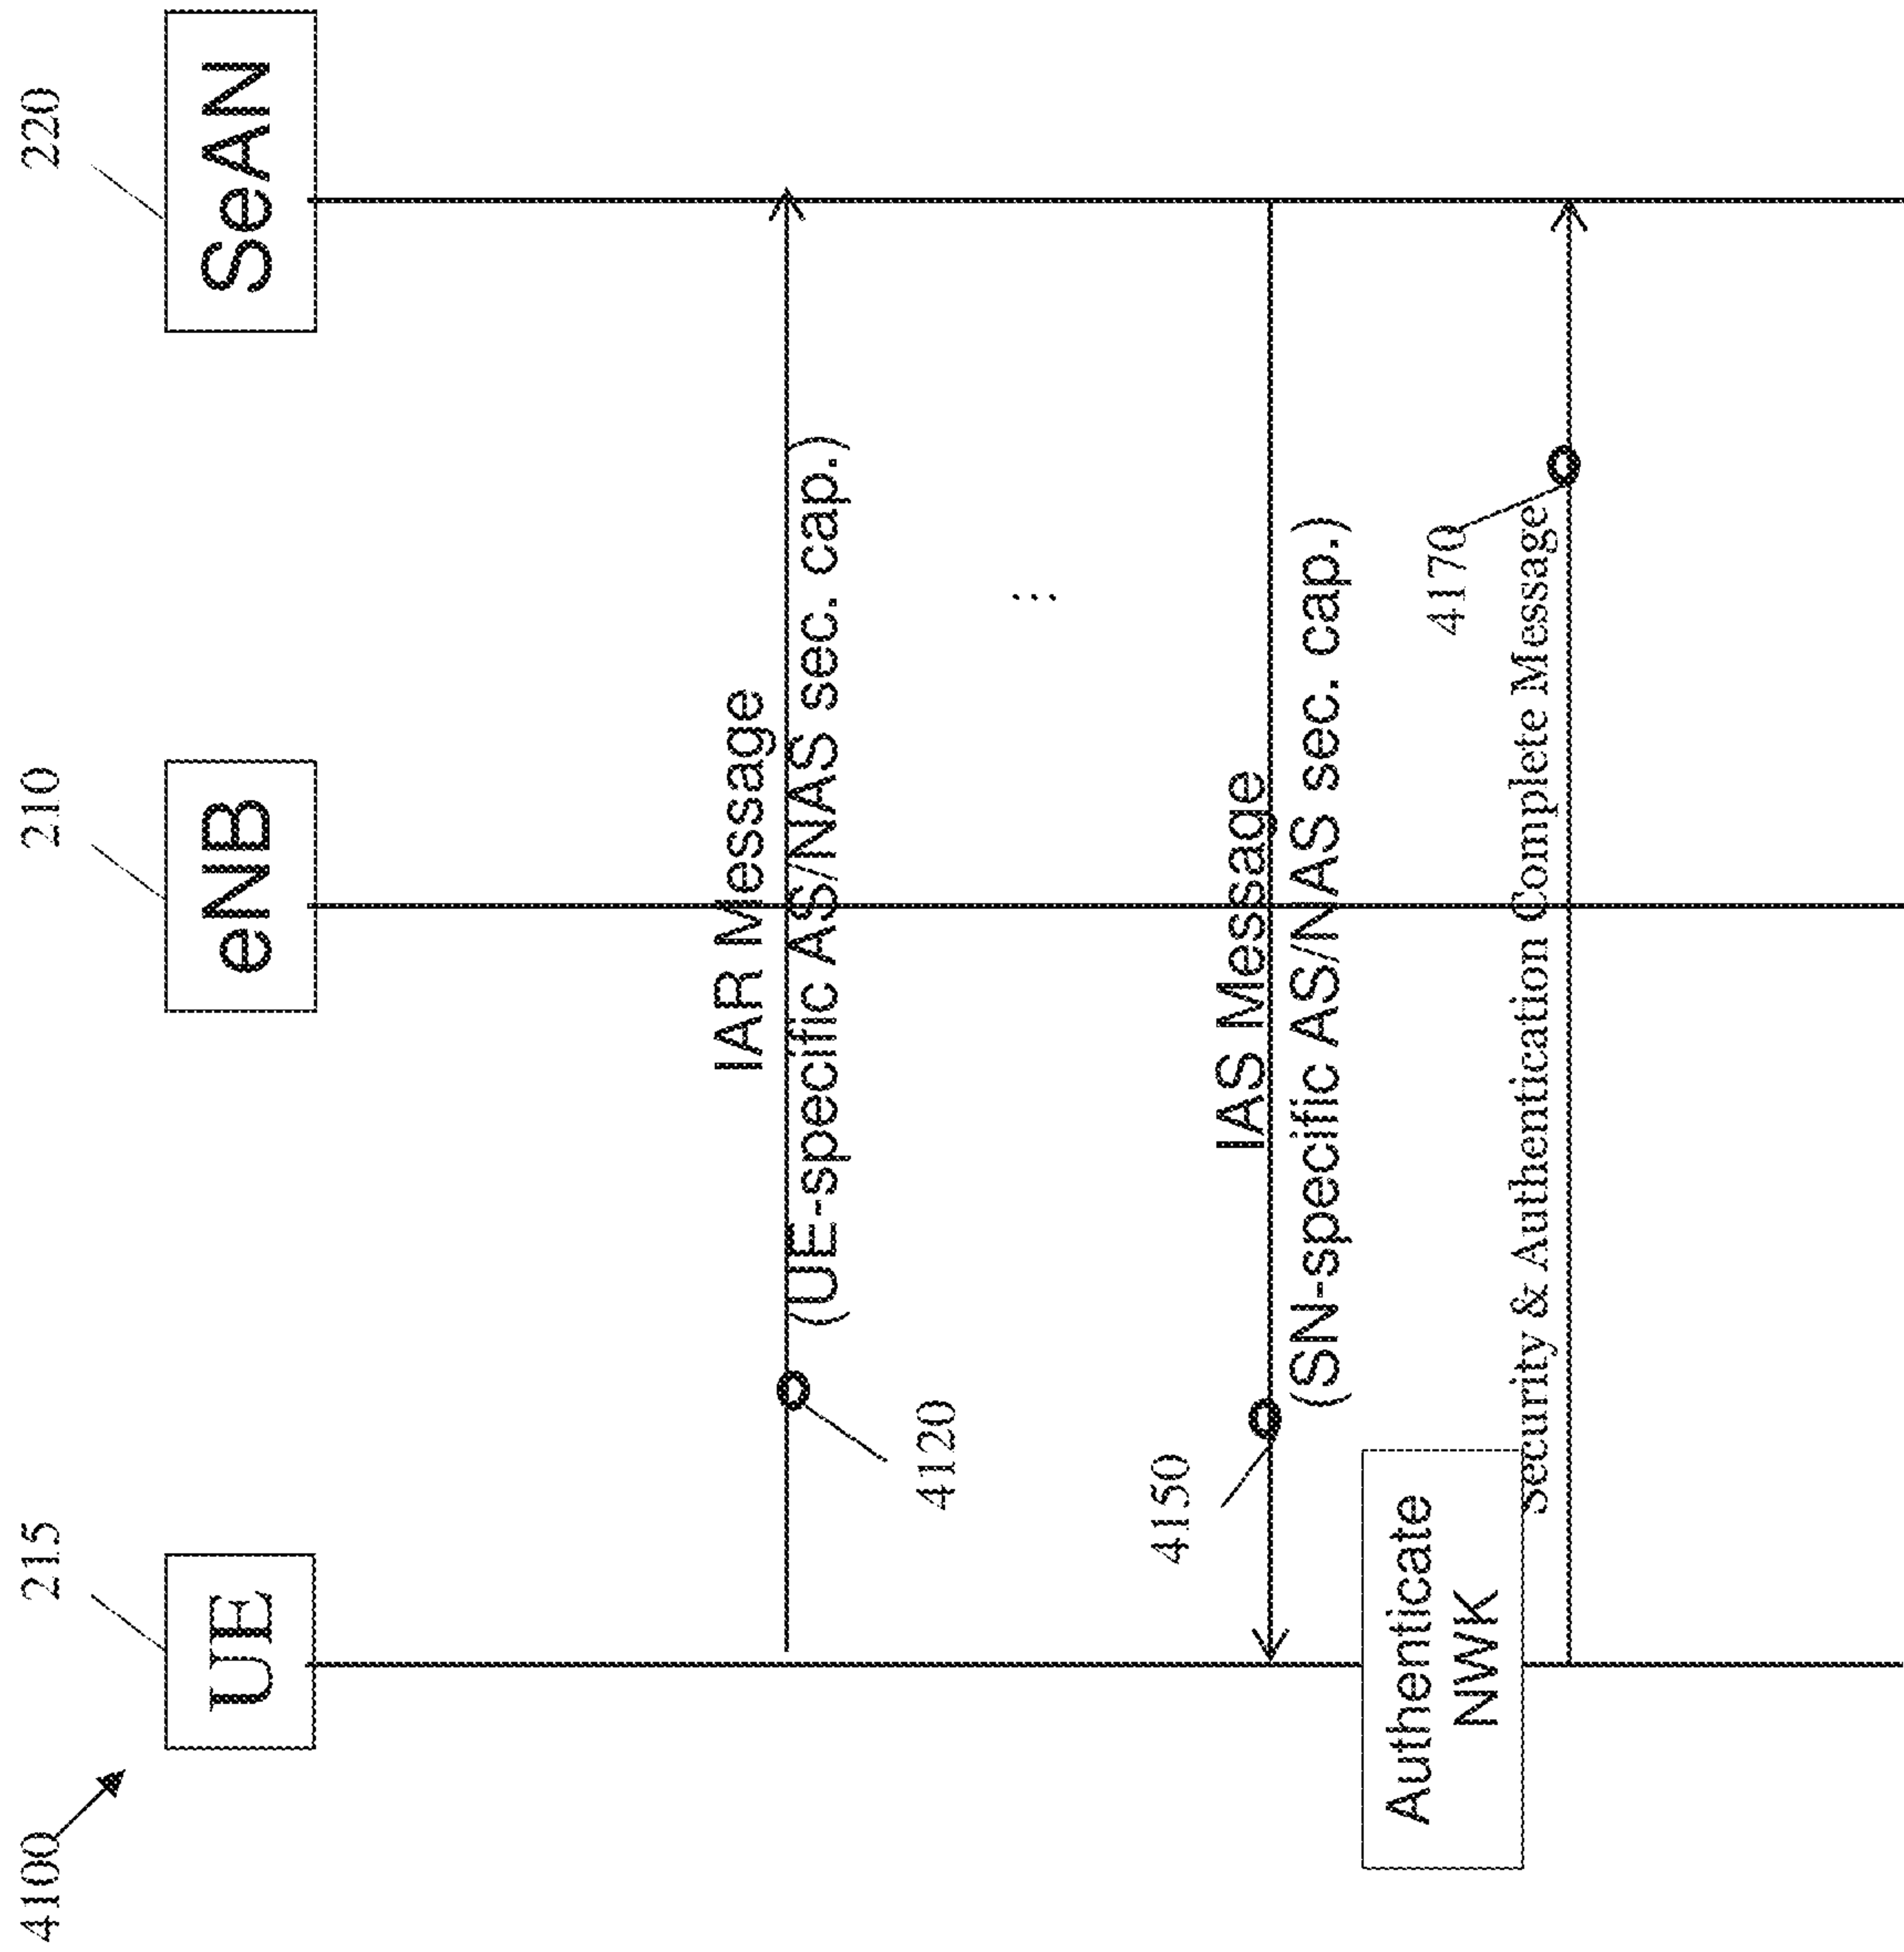 4100
215
210
220
UE
eNB
SeAN
IAR Message
(UE-specific AS/NAS sec. cap.)
4120
...
4150
IAS Message
(SN-specific AS/NAS sec. cap.)
Authenticate
NWK
4170
Security & Authentication Complete Message